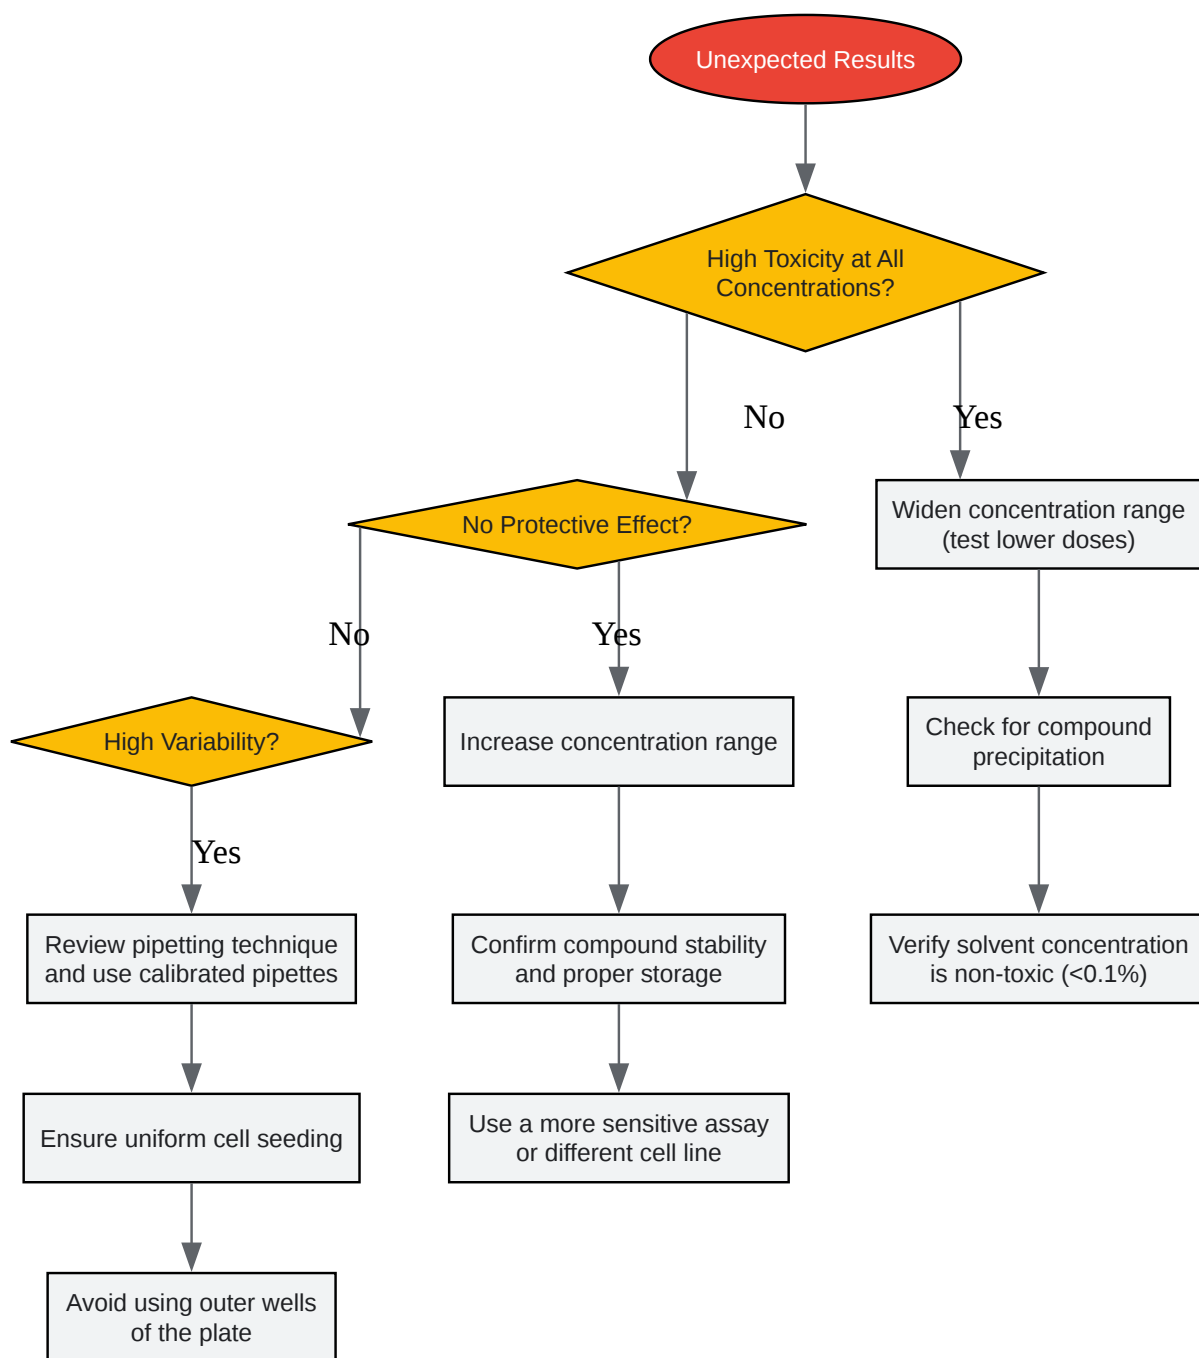 Unexpected Results
High Toxicity at All
Concentrations?
No
Yes
No Protective Effect?
Widen concentration range
(test lower doses)
No
Yes
High Variability?
Increase concentration range
Check for compound
precipitation
Yes
Review pipetting technique
and use calibrated pipettes
Confirm compound stability
and proper storage
Verify solvent concentration
is non-toxic (<0.1%)
Ensure uniform cell seeding
Use a more sensitive assay
or different cell line
Avoid using outer wells
of the plate